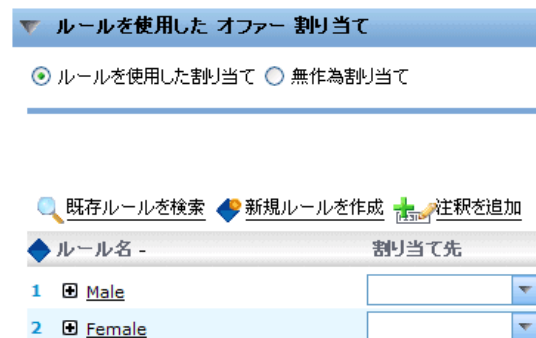 ルールを使用した オファー 割り当て
ルールを使用した割り当て 無作為割り当て
既存ルールを検索 新規ルールを作成 注釈を追加
ルール名 - 割り当て先
1 Male
2 Female